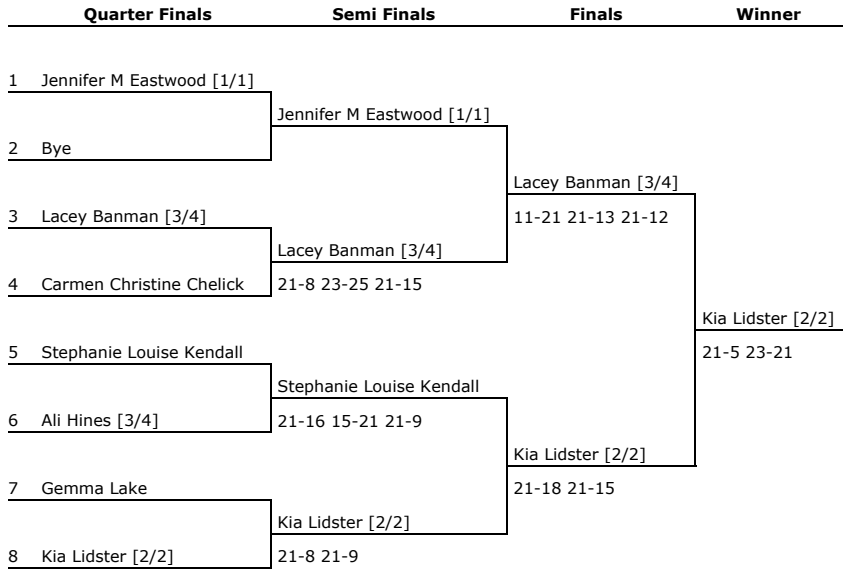 Quarter Finals Semi Finals Finals Winner
1 Jennifer M Eastwood [1/1]
Jennifer M Eastwood [1/1]
2 Bye
Lacey Banman [3/4]
3 Lacey Banman [3/4] 11-21 21-13 21-12
Lacey Banman [3/4]
4 Carmen Christine Chelick 21-8 23-25 21-15
Kia Lidster [2/2]
5 Stephanie Louise Kendall 21-5 23-21
Stephanie Louise Kendall
6 Ali Hines [3/4] 21-16 15-21 21-9
Kia Lidster [2/2]
7 Gemma Lake 21-18 21-15
Kia Lidster [2/2]
8 Kia Lidster [2/2] 21-8 21-9